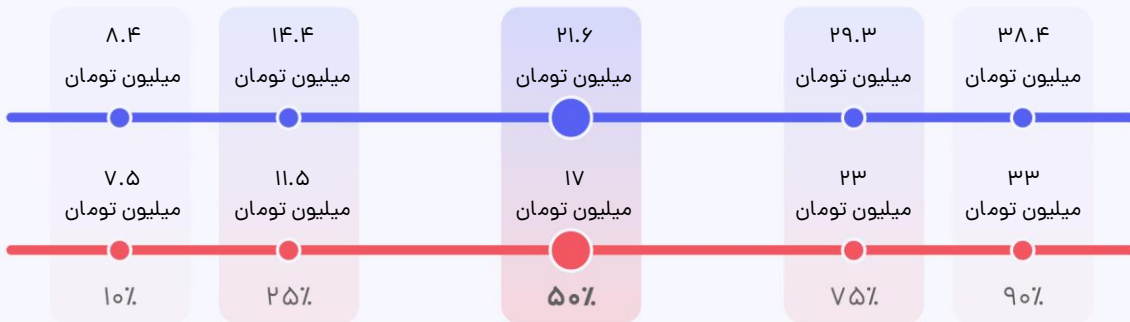 ۸.۴ ۱۴.۴ ۲۱.۶ ۲۹.۳ ۳۸.۴
میلیون تومان میلیون تومان میلیون تومان میلیون تومان میلیون تومان
۷.۵ ۱۱.۵ ۱۷ ۲۳ ۳۳
میلیون تومان میلیون تومان میلیون تومان میلیون تومان میلیون تومان
۱۰٪ ۲۵٪ ۵۰٪ ۷۵٪ ۹۰٪